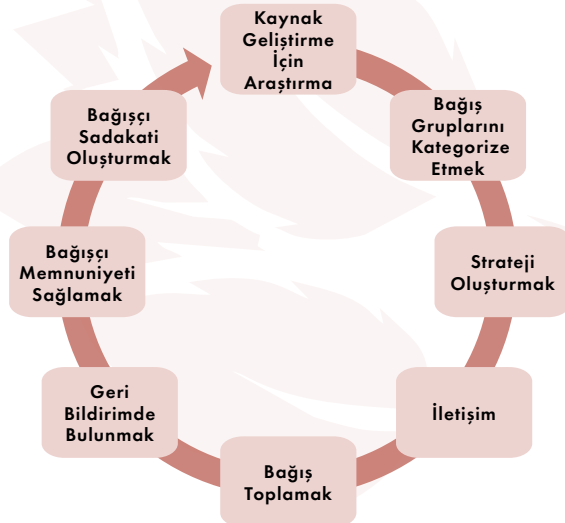 Kaynak
Geliştirme
İçin
Araştırma
Bağış
Gruplarını
Kategorize
Etmek
Strateji
Oluşturmak
İletişim
Bağış
Toplamak
Geri
Bildirimde
Bulunmak
Bağışçı
Memnuniyeti
Sağlamak
Bağışçı
Sadakati
Oluşturmak